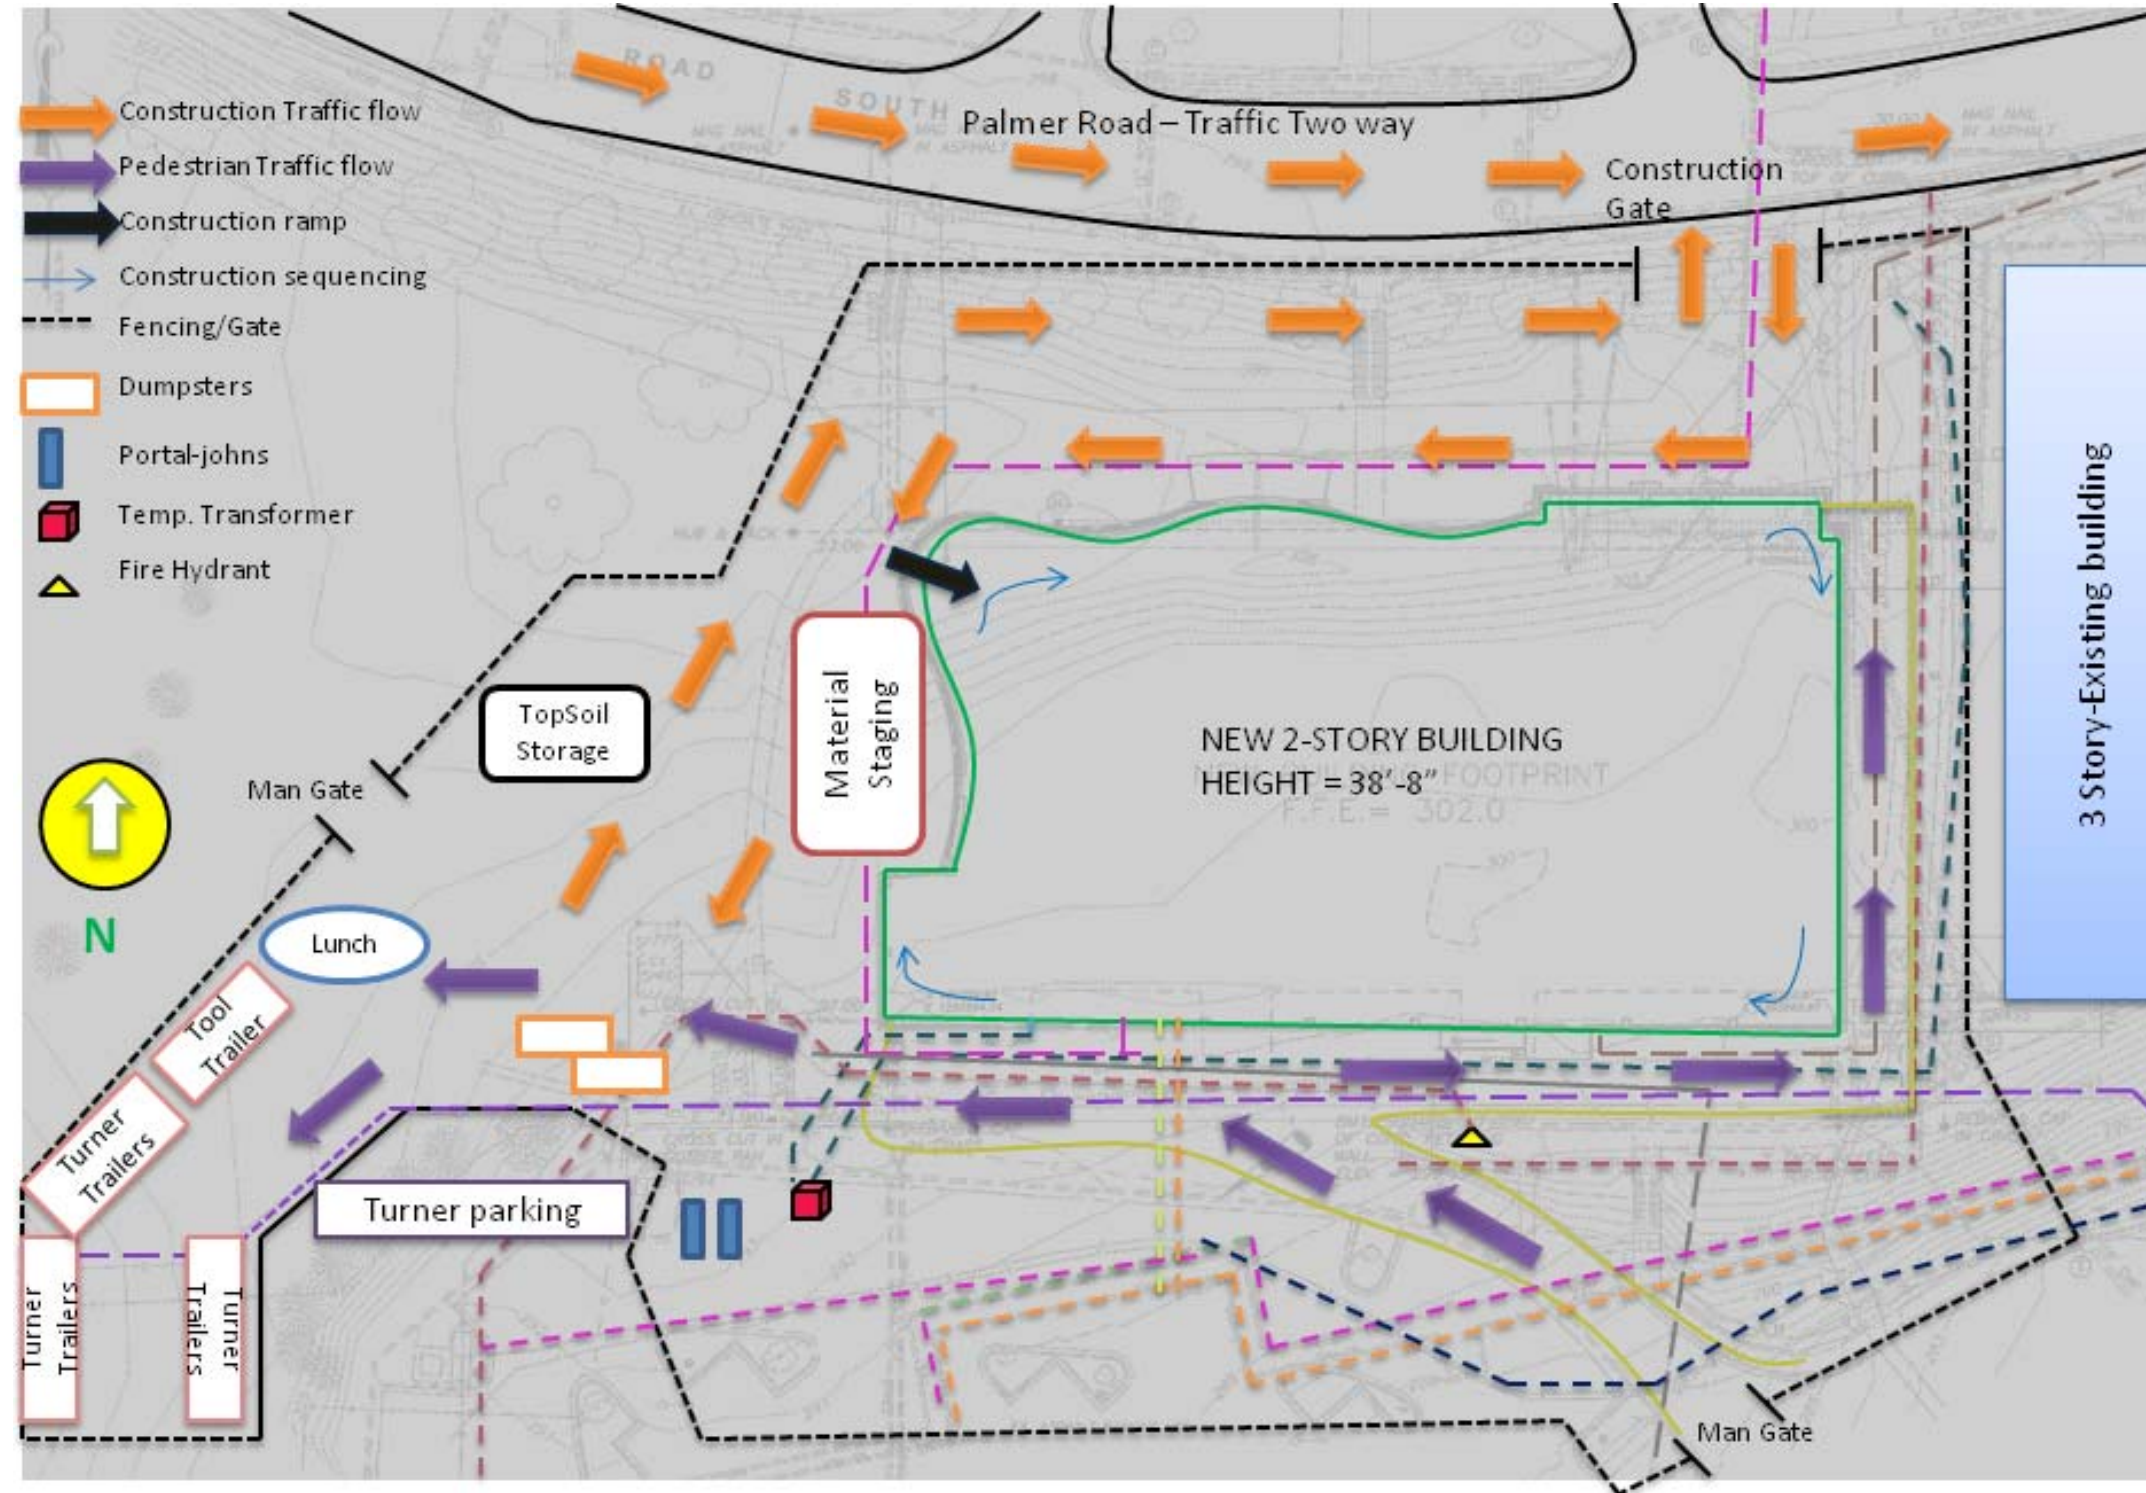 ROAD
SOUTH
Palmer Road – Traffic Two way
Construction
Gate
Construction Traffic flow
Pedestrian Traffic flow
Construction ramp
Construction sequencing
Fencing/Gate
Dumpsters
Portal-johns
Temp. Transformer
Fire Hydrant
TopSoil
Storage
Material
Staging
NEW 2-STORY BUILDING
HEIGHT = 38'-8"
F.F.E.= 302.0
3 Story-Existing building
Man Gate
N
Lunch
Tool
Trailer
Turner
Trailers
Turner
Trailers
Turner
Trailers
Turner parking
Man Gate